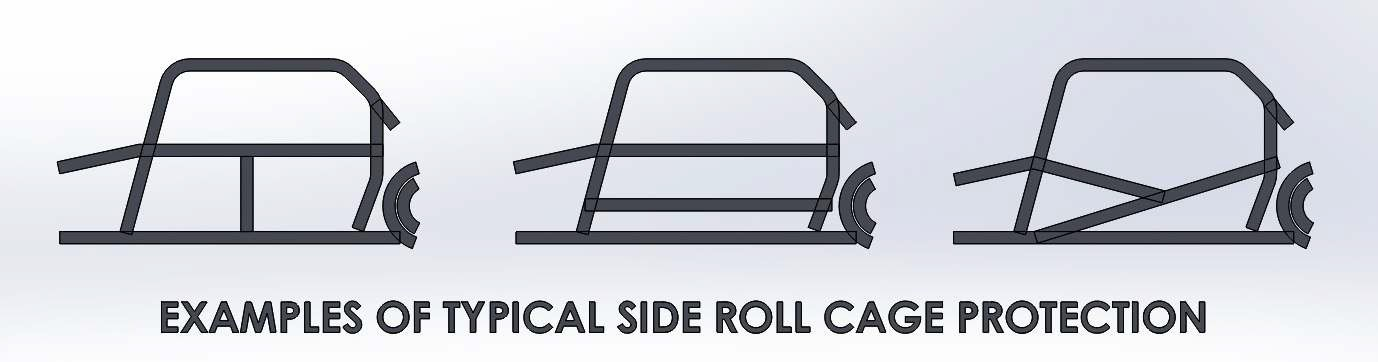 EXAMPLES OF TYPICAL SIDE ROLL CAGE PROTECTION